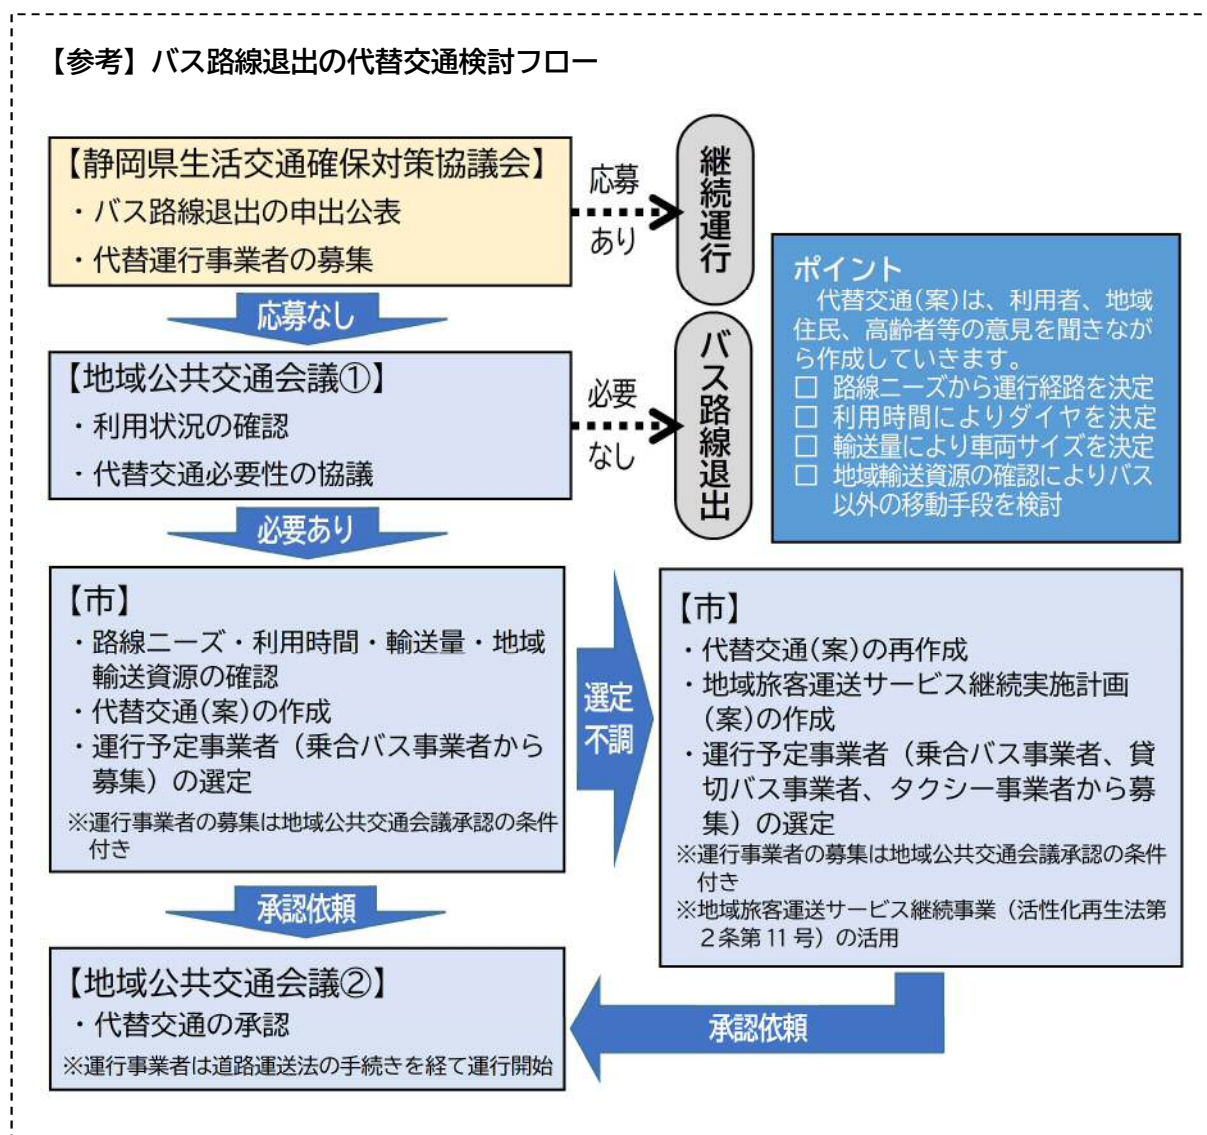 【参考】バス路線退出の代替交通検討フロー
【静岡県生活交通確保対策協議会】
・バス路線退出の申出公表
・代替運行事業者の募集
応募
あり
継続運行
応募なし
【地域公共交通会議①】
・利用状況の確認
・代替交通必要性の協議
必要
なし
バス路線退出
ポイント
代替交通(案)は、利用者、地域
住民、高齢者等の意見を聞きなが
ら作成していきます。
□ 路線ニーズから運行経路を決定
□ 利用時間によりダイヤを決定
□ 輸送量により車両サイズを決定
□ 地域輸送資源の確認によりバス
以外の移動手段を検討
必要あり
【市】
・路線ニーズ・利用時間・輸送量・地域
輸送資源の確認
・代替交通(案)の作成
・運行予定事業者（乗合バス事業者から
募集）の選定
※運行事業者の募集は地域公共交通会議承認の条件
付き
選定
不調
【市】
・代替交通(案)の再作成
・地域旅客運送サービス継続実施計画
(案)の作成
・運行予定事業者（乗合バス事業者、貸
切バス事業者、タクシー事業者から募
集）の選定
※運行事業者の募集は地域公共交通会議承認の条件
付き
※地域旅客運送サービス継続事業（活性化再生法第
２条第 11 号）の活用
承認依頼
承認依頼
【地域公共交通会議②】
・代替交通の承認
※運行事業者は道路運送法の手続きを経て運行開始